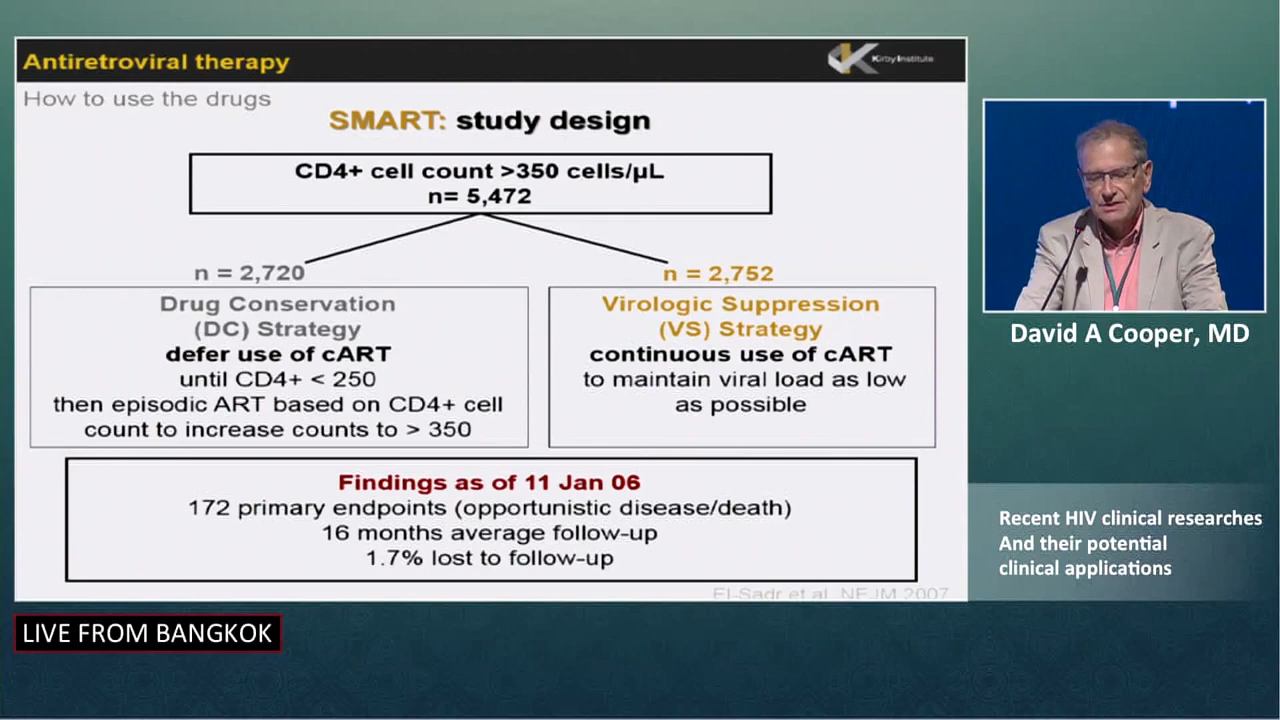 Antiretroviral therapy
Kirby Institute
How to use the drugs
SMART: study design
CD4+ cell count >350 cells/µL
n= 5,472
n = 2,720
n = 2,752
Drug Conservation
(DC) Strategy
defer use of cART
until CD4+ < 250
then episodic ART based on CD4+ cell
count to increase counts to > 350
Virologic Suppression
(VS) Strategy
continuous use of cART
to maintain viral load as low
as possible
Findings as of 11 Jan 06
172 primary endpoints (opportunistic disease/death)
16 months average follow-up
1.7% lost to follow-up
El-Sadr et al, NEJM 2007
David A Cooper, MD
Recent HIV clinical researches
And their potential
clinical applications
LIVE FROM BANGKOK